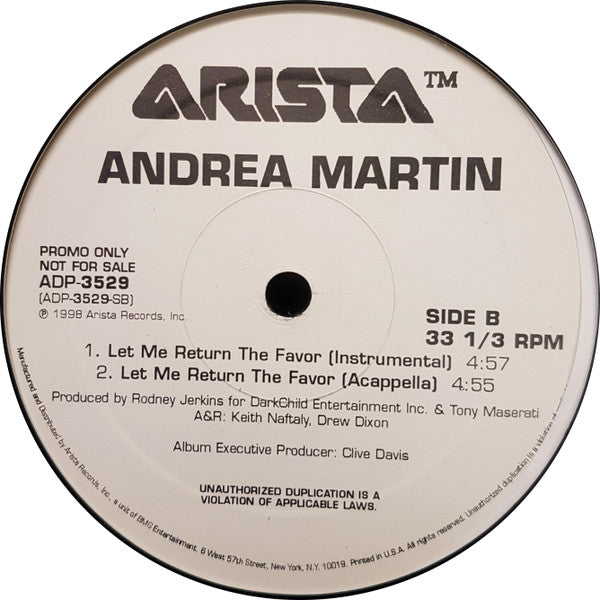 ARISTA™
ANDREA MARTIN
PROMO ONLY
NOT FOR SALE
ADP-3529
(ADP-3529-SB)
℗ 1998 Arista Records, Inc.
SIDE B
33 1/3 RPM
1. Let Me Return The Favor (Instrumental) 4:57
2. Let Me Return The Favor (Acappella) 4:55
Produced by Rodney Jerkins for DarkChild Entertainment Inc. & Tony Maserati
A&R: Keith Naftaly, Drew Dixon
Album Executive Producer: Clive Davis
UNAUTHORIZED DUPLICATION IS A
VIOLATION OF APPLICABLE LAWS.
Manufactured and Distributed by Arista Records, Inc., a unit of BMG Entertainment, 6 West 57th Street, New York, N.Y. 10019. Printed in U.S.A. All rights reserved. Unauthorized duplication is a violation of